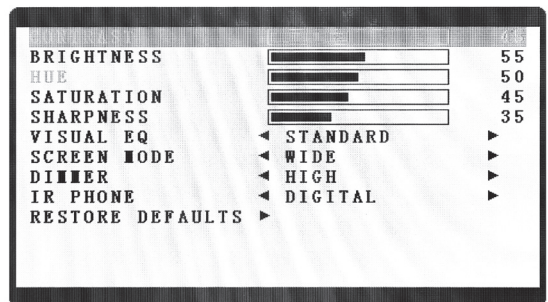 BRIGHTNESS 55
HUE 50
SATURATION 45
SHARPNESS 35
VISUAL EQ ◄ STANDARD ►
SCREEN MODE ◄ WIDE ►
DIMMER ◄ HIGH ►
IR PHONE ◄ DIGITAL ►
RESTORE DEFAULTS ►